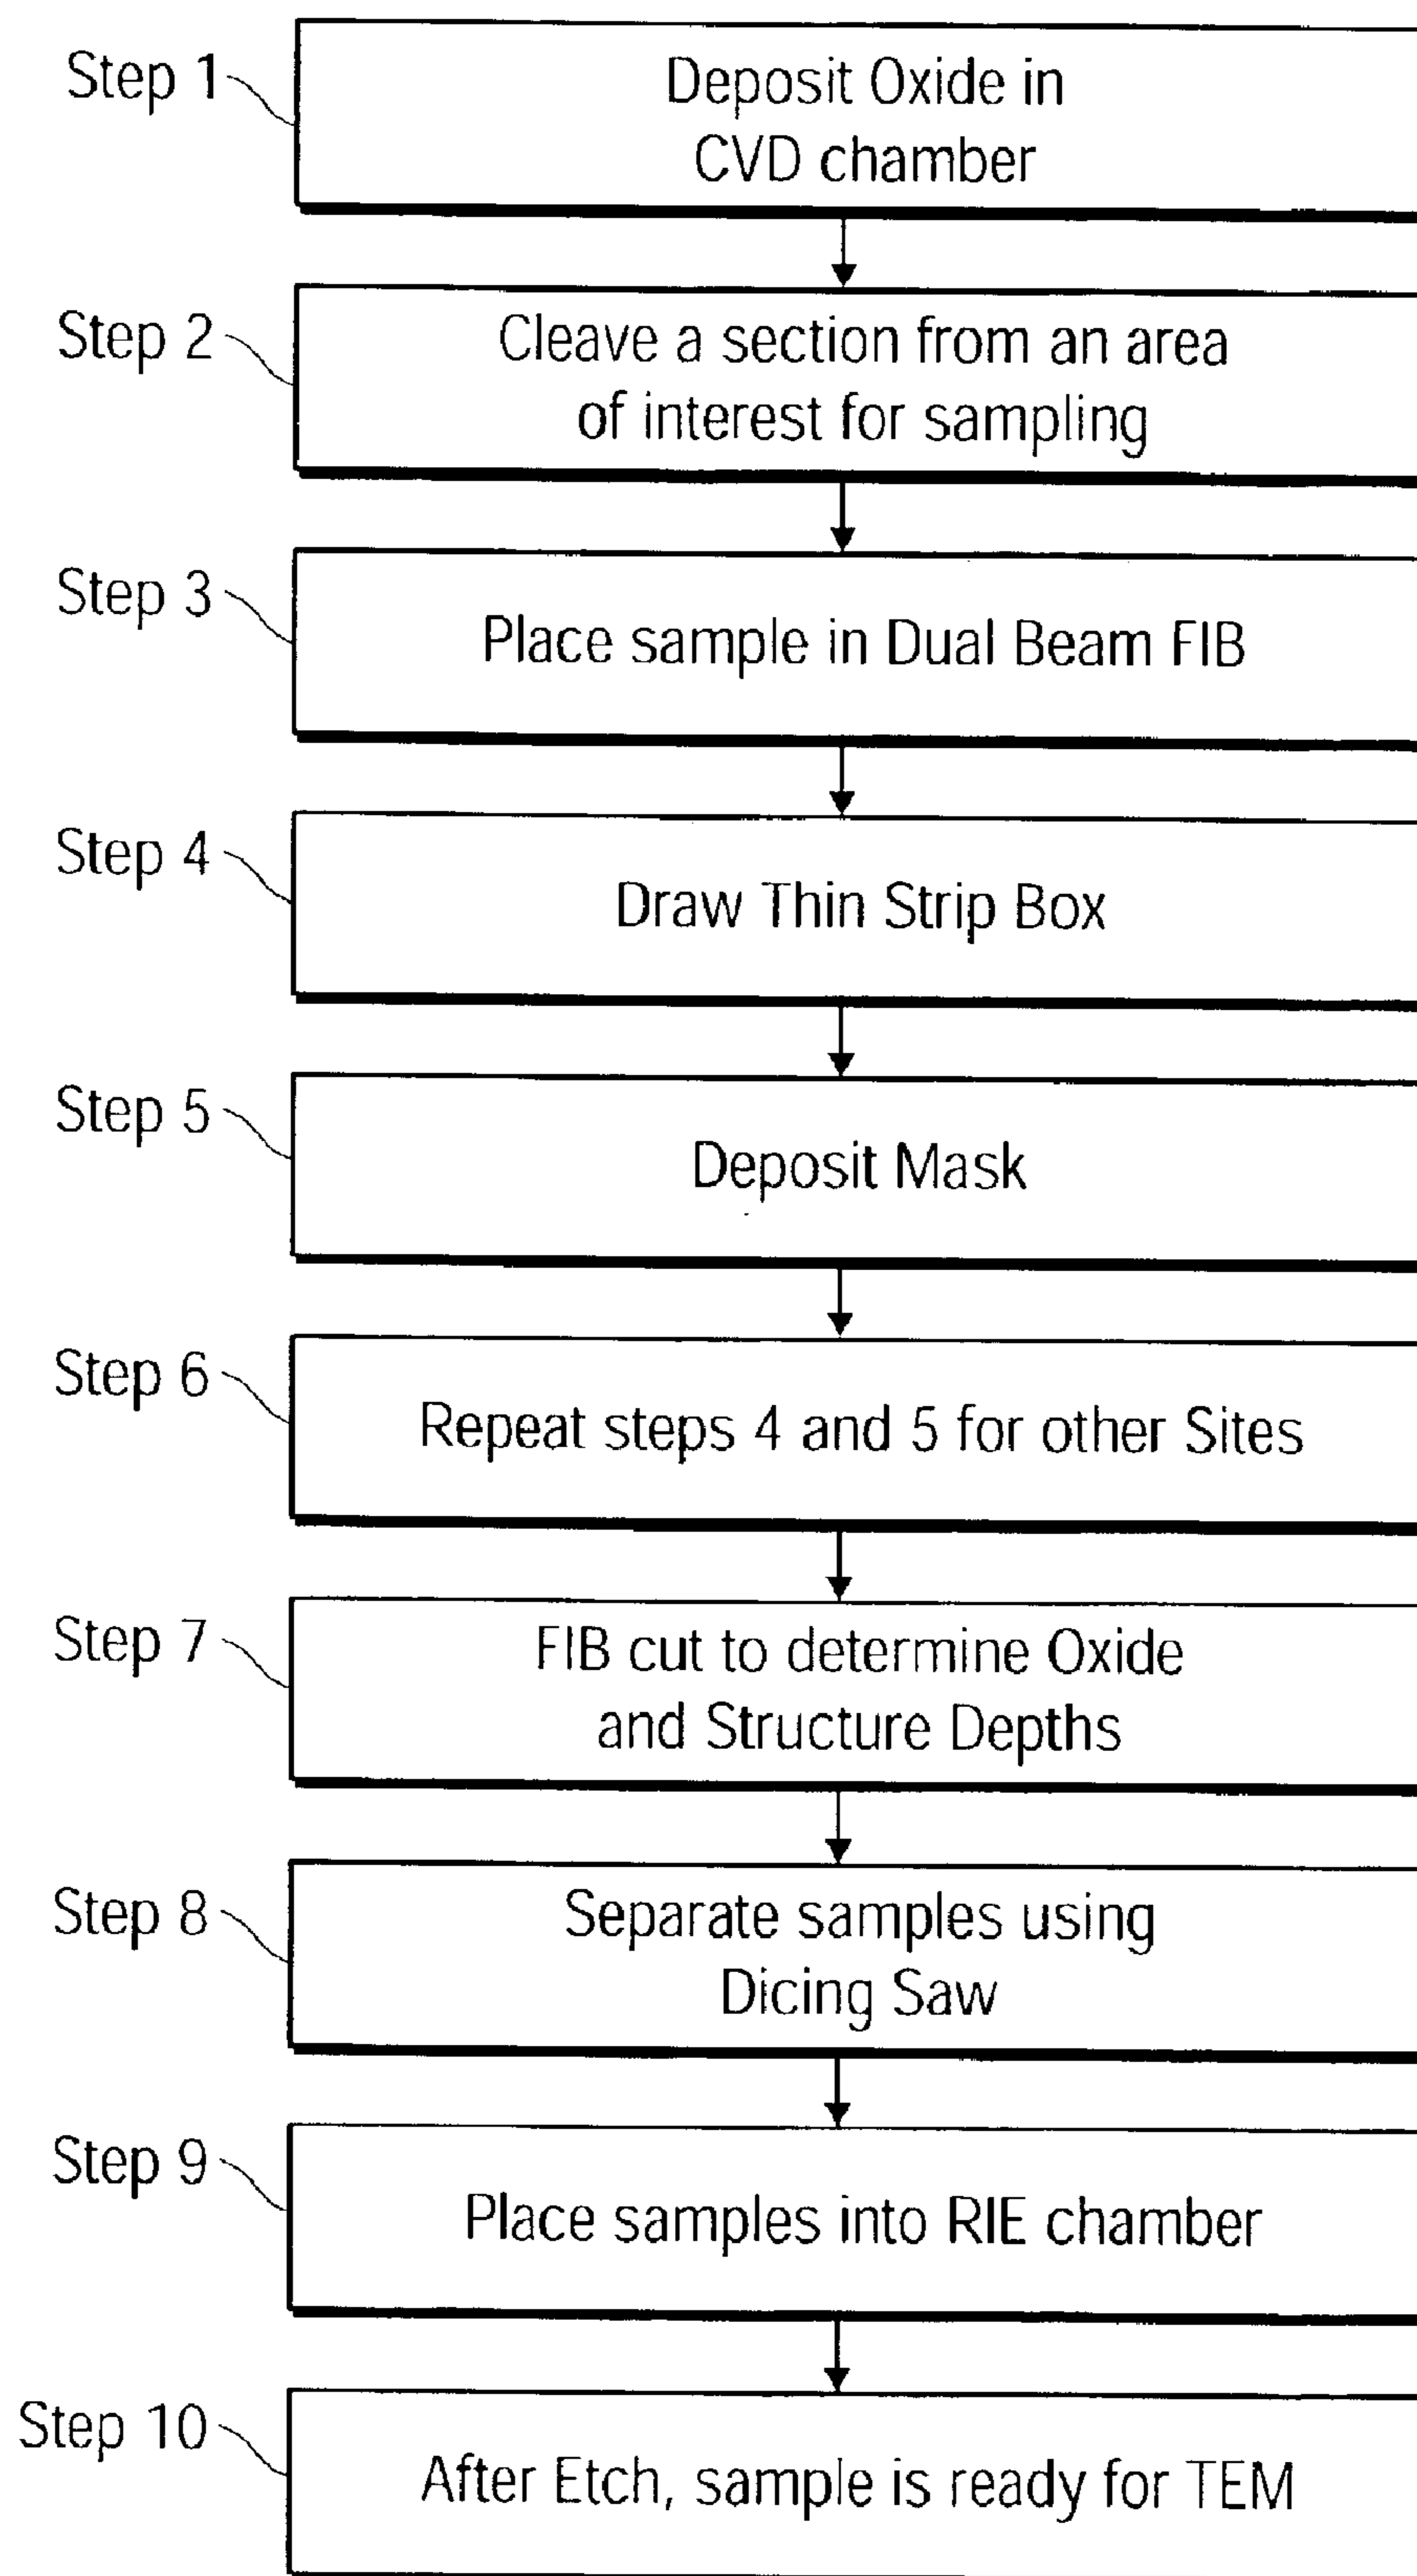 Step 1
Deposit Oxide in
CVD chamber
Step 2
Cleave a section from an area
of interest for sampling
Step 3
Place sample in Dual Beam FIB
Step 4
Draw Thin Strip Box
Step 5
Deposit Mask
Step 6
Repeat steps 4 and 5 for other Sites
Step 7
FIB cut to determine Oxide
and Structure Depths
Step 8
Separate samples using
Dicing Saw
Step 9
Place samples into RIE chamber
Step 10
After Etch, sample is ready for TEM